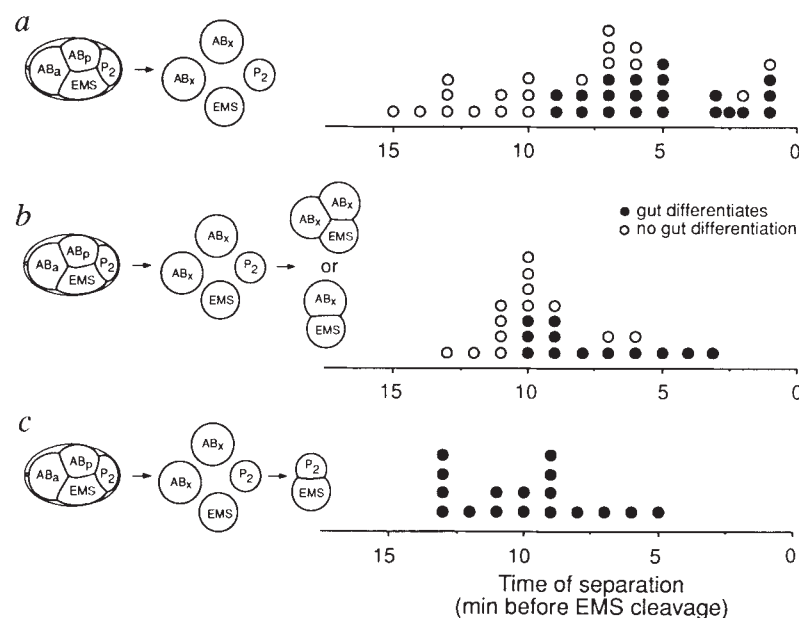 a
ABa
ABp
P2
EMS
ABx
ABx
P2
EMS
15
10
5
0
b
ABa
ABp
P2
EMS
ABx
ABx
P2
EMS
ABx
ABx
EMS
or
ABx
EMS
● gut differentiates
○ no gut differentiation
15
10
5
0
c
ABa
ABp
P2
EMS
ABx
ABx
P2
EMS
P2
EMS
15
10
5
0
Time of separation
(min before EMS cleavage)